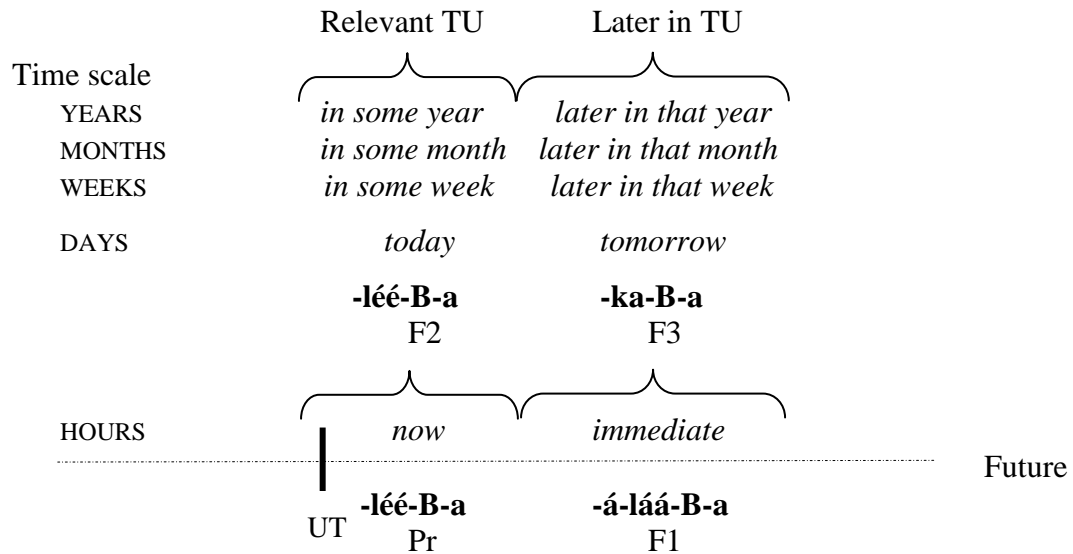 Relevant TU Later in TU
Time scale
YEARS in some year later in that year
MONTHS in some month later in that month
WEEKS in some week later in that week
DAYS today tomorrow
-léé-B-a -ka-B-a
F2 F3
HOURS now immediate
Future
-léé-B-a -á-láá-B-a
UT Pr F1